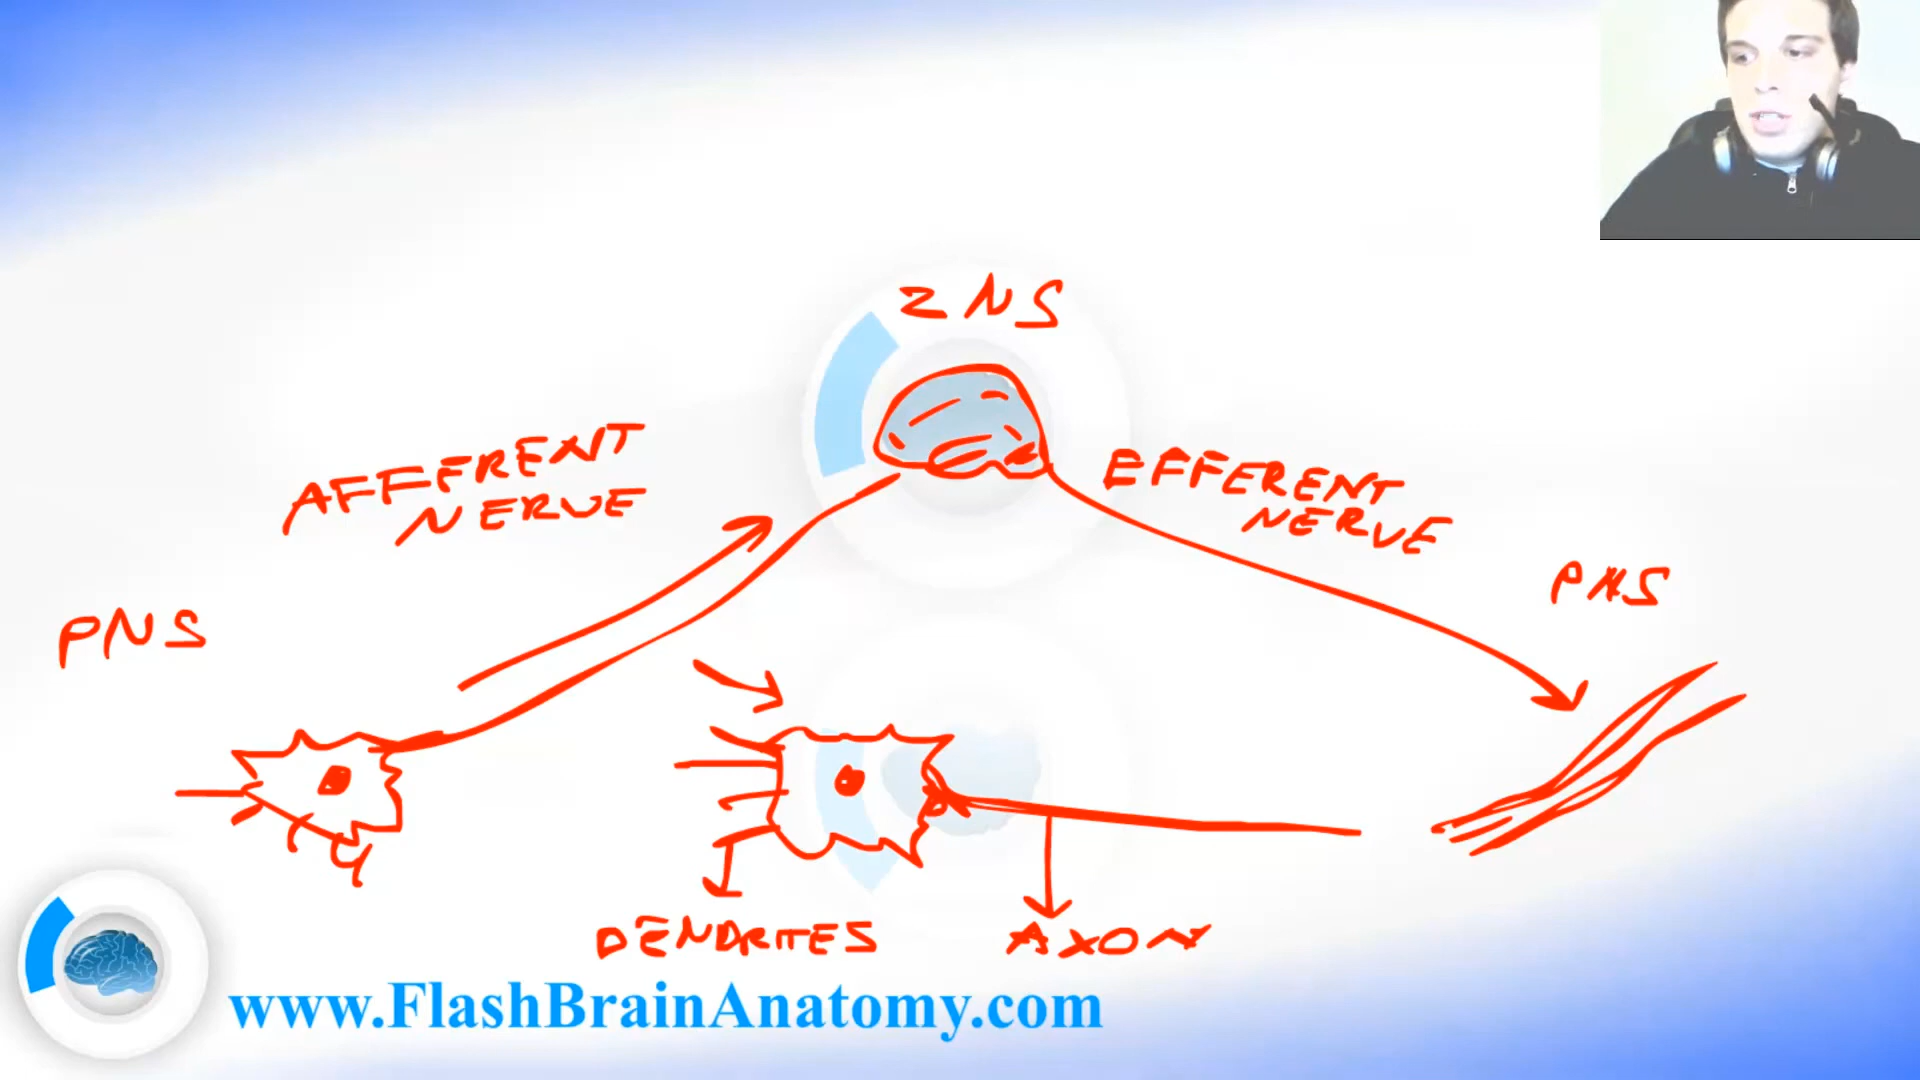 ZNS
AFFERENT
NERVE
EFFERENT
NERVE
PNS
PNS
DENDRITES
AXON
www.FlashBrainAnatomy.com